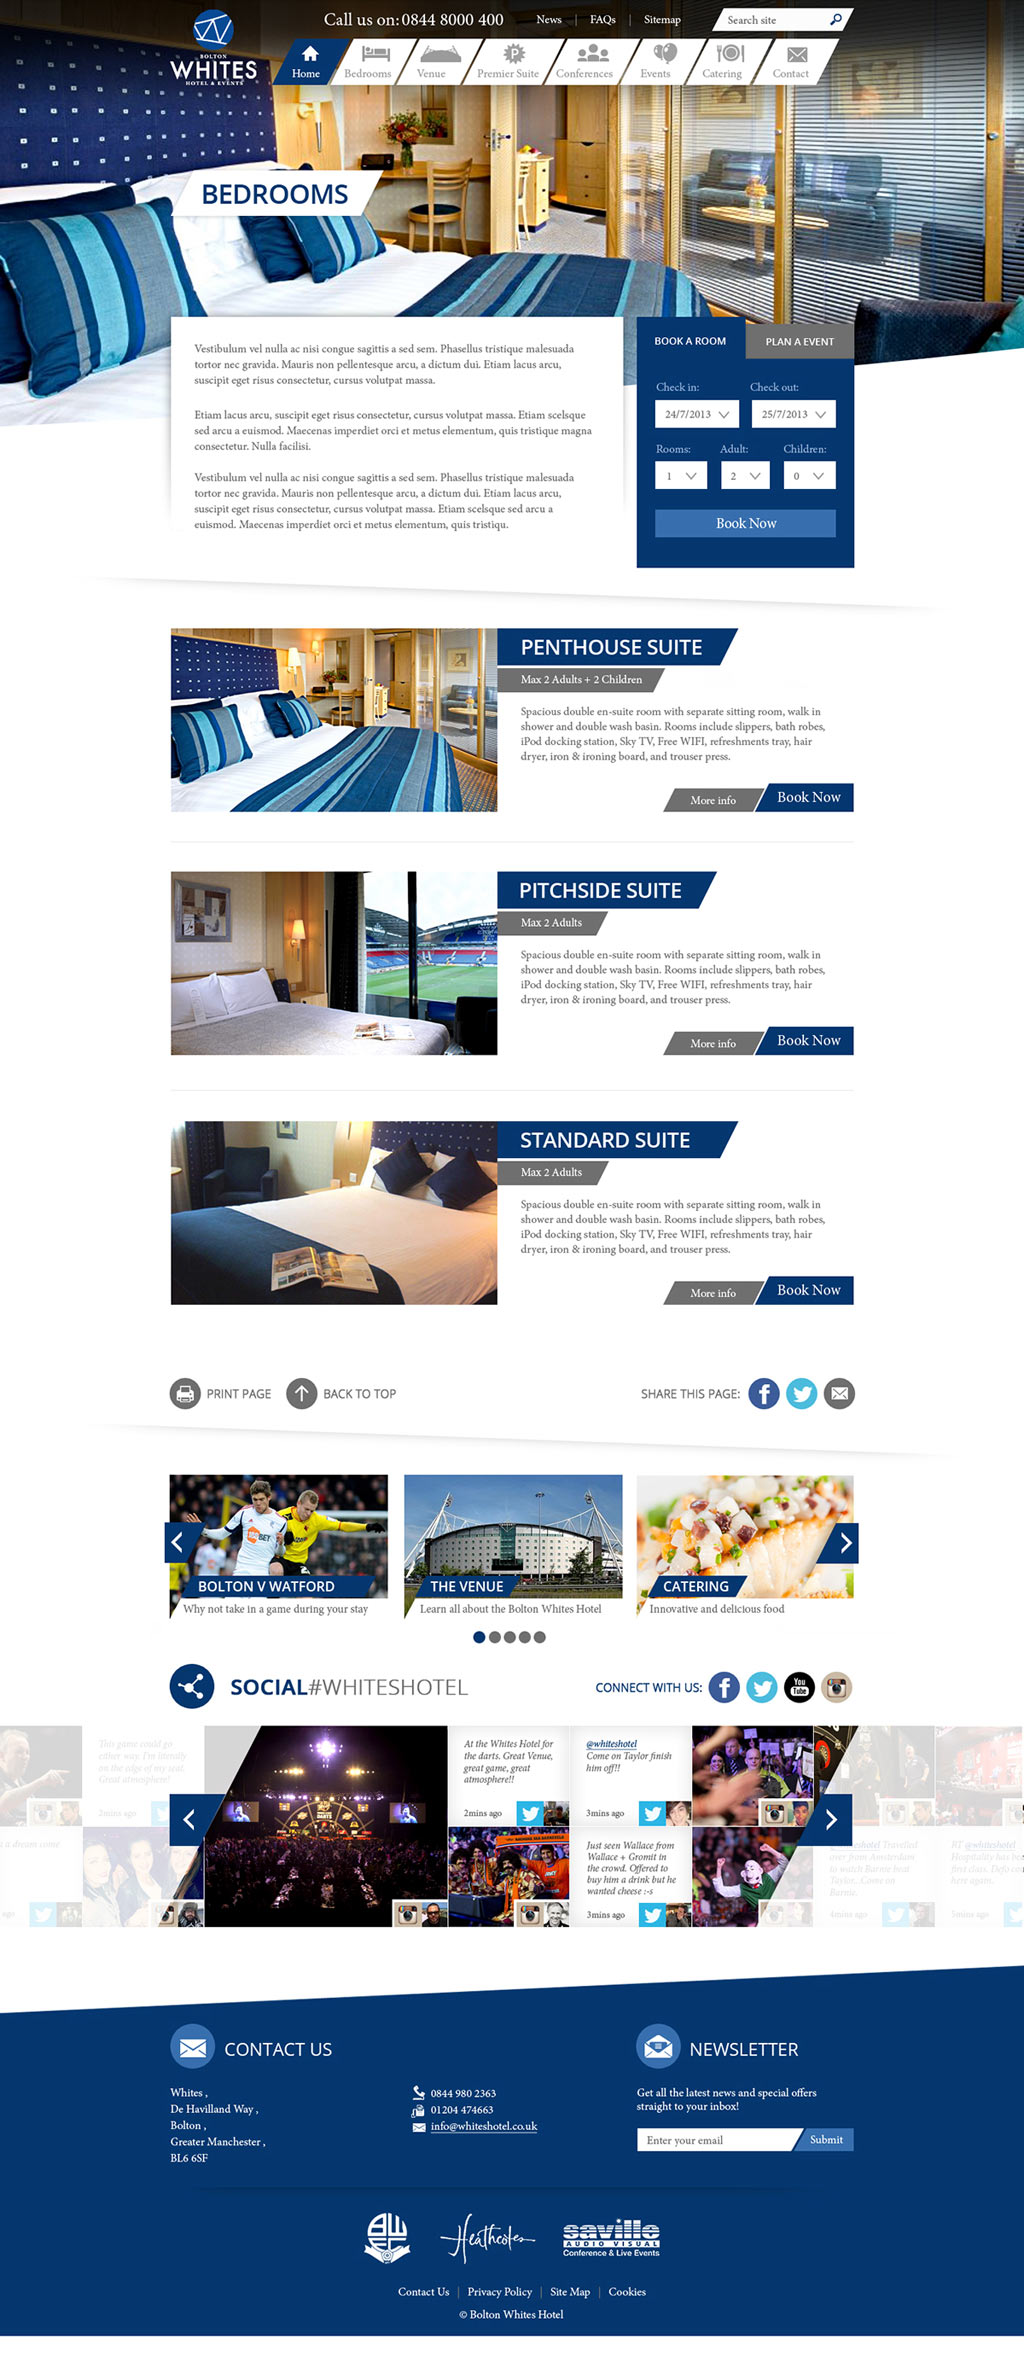 Call us on: 0844 8000 400
News | FAQs | Sitemap
Search site
BOLTON
WHITES
HOTEL & EVENTS
Home
Bedrooms
Venue
Premier Suite
Conferences
Events
Catering
Contact
BEDROOMS
Vestibulum vel nulla ac nisi congue sagittis a sed sem. Phasellus tristique malesuada
tortor nec gravida. Mauris non pellentesque arcu, a dictum dui. Etiam lacus arcu,
suscipit eget risus consectetur, cursus volutpat massa.
Etiam lacus arcu, suscipit eget risus consectetur, cursus volutpat massa. Etiam scelsque
sed arcu a euismod. Maecenas imperdiet orci et metus elementum, quis tristique magna
consectetur. Nulla facilisi.
Vestibulum vel nulla ac nisi congue sagittis a sed sem. Phasellus tristique malesuada
tortor nec gravida. Mauris non pellentesque arcu, a dictum dui. Etiam lacus arcu,
suscipit eget risus consectetur, cursus volutpat massa. Etiam scelsque sed arcu a
euismod. Maecenas imperdiet orci et metus elementum, quis tristiqu.
BOOK A ROOM
PLAN A EVENT
Check in:
Check out:
24/7/2013
25/7/2013
Rooms:
Adult:
Children:
1
2
0
Book Now
PENTHOUSE SUITE
Max 2 Adults + 2 Children
Spacious double en-suite room with separate sitting room, walk in
shower and double wash basin. Rooms include slippers, bath robes,
iPod docking station, Sky TV, Free WIFI, refreshments tray, hair
dryer, iron & ironing board, and trouser press.
More info
Book Now
PITCHSIDE SUITE
Max 2 Adults
Spacious double en-suite room with separate sitting room, walk in
shower and double wash basin. Rooms include slippers, bath robes,
iPod docking station, Sky TV, Free WIFI, refreshments tray, hair
dryer, iron & ironing board, and trouser press.
More info
Book Now
STANDARD SUITE
Max 2 Adults
Spacious double en-suite room with separate sitting room, walk in
shower and double wash basin. Rooms include slippers, bath robes,
iPod docking station, Sky TV, Free WIFI, refreshments tray, hair
dryer, iron & ironing board, and trouser press.
More info
Book Now
PRINT PAGE
BACK TO TOP
SHARE THIS PAGE:
BOLTON V WATFORD
Why not take in a game during your stay
THE VENUE
Learn all about the Bolton Whites Hotel
CATERING
Innovative and delicious food
SOCIAL#WHITESHOTEL
CONNECT WITH US:
You
Tube
This game could go
either way. I'm literally
on the edge of my seat.
Great atmosphere!
2mins ago
a dream come
ago
At the Whites Hotel for
the darts. Great Venue,
great game, great
atmosphere!!
2mins ago
@whiteshotel
Come on Taylor finish
him off!!
3mins ago
Just seen Wallace from
Wallace + Gromit in
the crowd. Offered to
buy him a drink but he
wanted cheese :-s
3mins ago
Travelled
over from Amsterdam
to watch Barnie beat
Taylor.. Come on
Barnie.
4mins ago
RT @whiteshotel
Hospitality has be
first class. Defo
here again.
5mins ago
CONTACT US
Whites ,
De Havilland Way ,
Bolton ,
Greater Manchester ,
BL6 6SF
0844 980 2363
01204 474663
info@whiteshotel.co.uk
NEWSLETTER
Get all the latest news and special offers
straight to your inbox!
Enter your email
Submit
Heathcotes
saville
AUDIO VISUAL
Conference & Live Events
Contact Us | Privacy Policy | Site Map | Cookies
© Bolton Whites Hotel